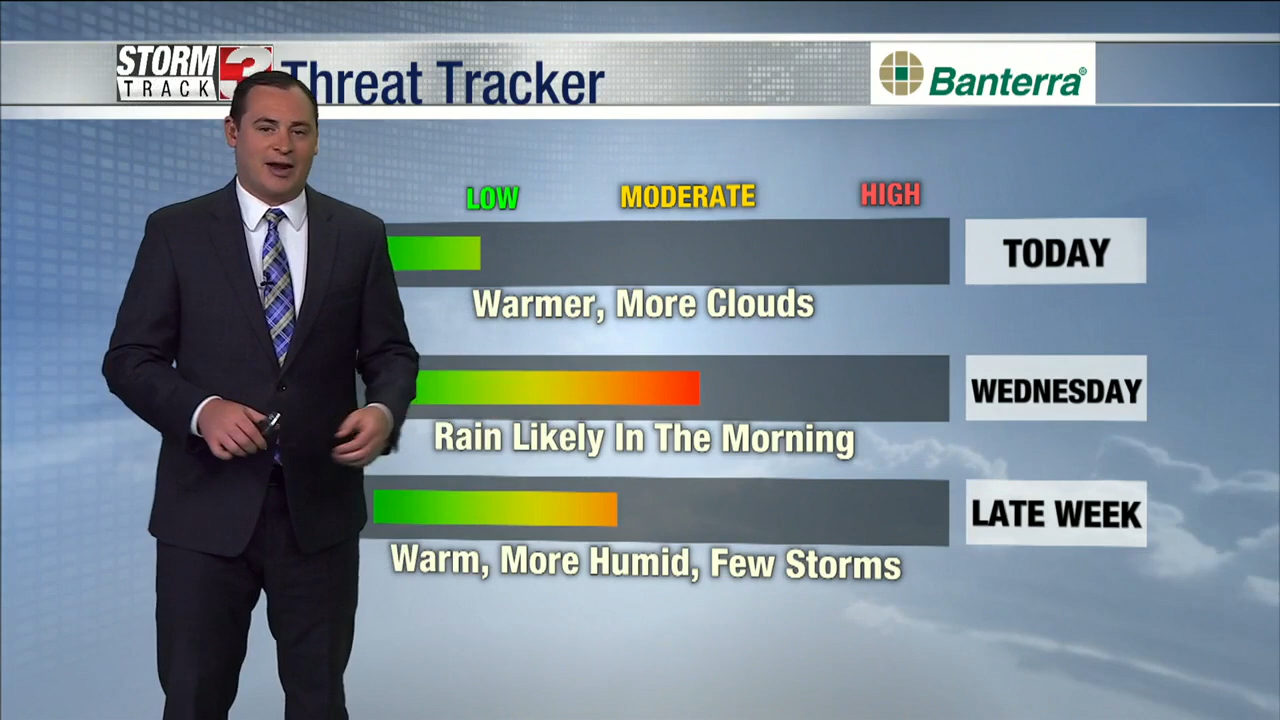 STORM
TRACK 3
Threat Tracker
Banterra®
LOW MODERATE HIGH
TODAY
Warmer, More Clouds
WEDNESDAY
Rain Likely In The Morning
LATE WEEK
Warm, More Humid, Few Storms